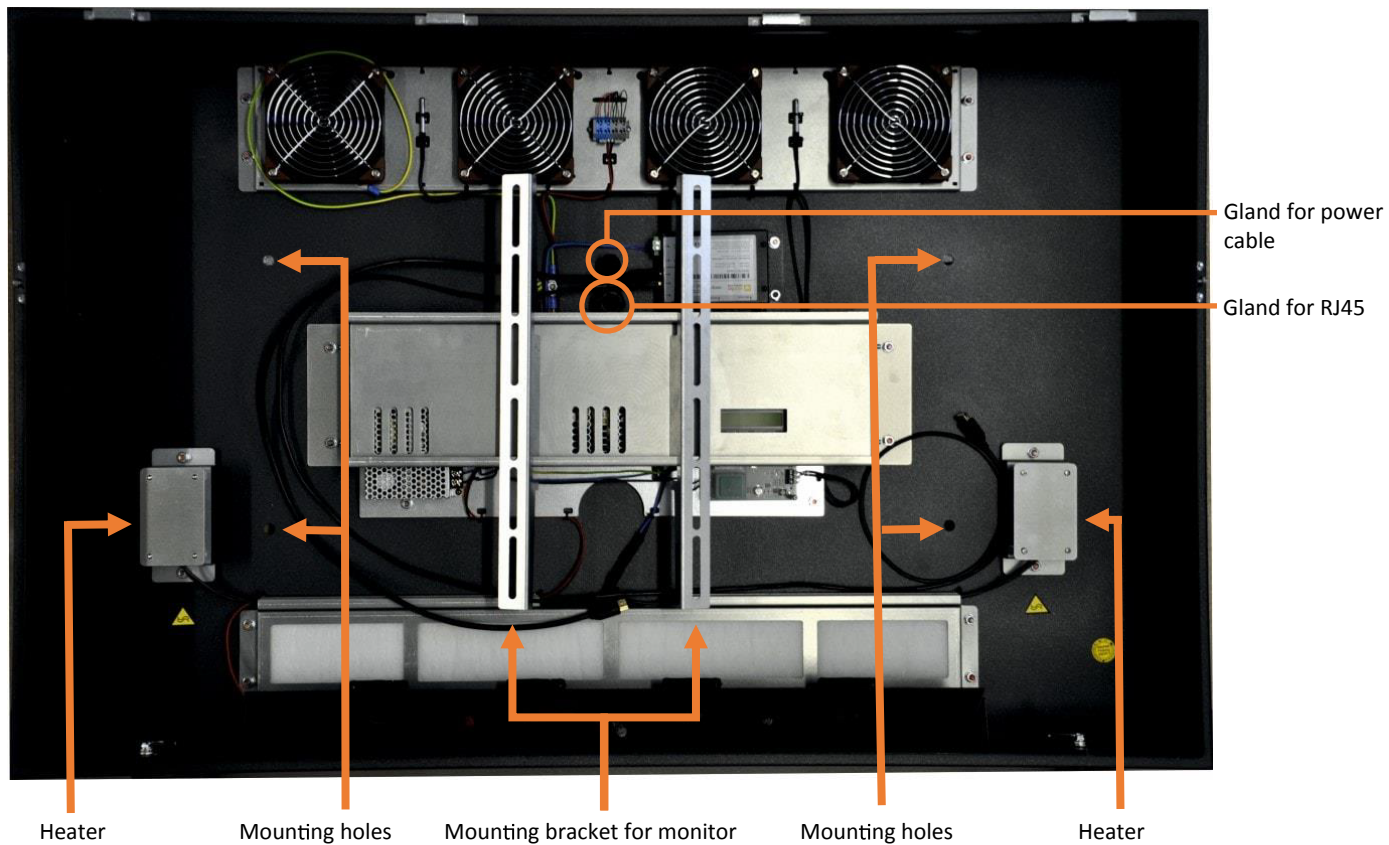 Gland for power
cable
Gland for RJ45
Heater
Mounting holes
Mounting bracket for monitor
Mounting holes
Heater